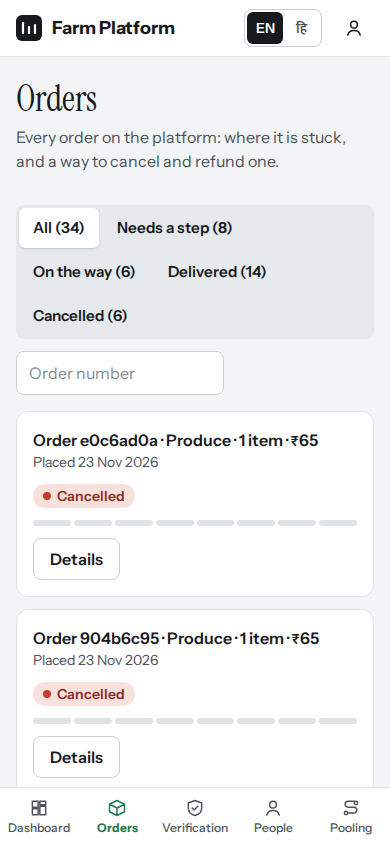 Farm Platform
EN
हि
Orders
Every order on the platform: where it is stuck,
and a way to cancel and refund one.
All (34)
Needs a step (8)
On the way (6)
Delivered (14)
Cancelled (6)
Order number
Order e0c6ad0a · Produce · 1 item · ₹65
Placed 23 Nov 2026
Cancelled
Details
Order 904b6c95 · Produce · 1 item · ₹65
Placed 23 Nov 2026
Cancelled
Details
Dashboard
Orders
Verification
People
Pooling